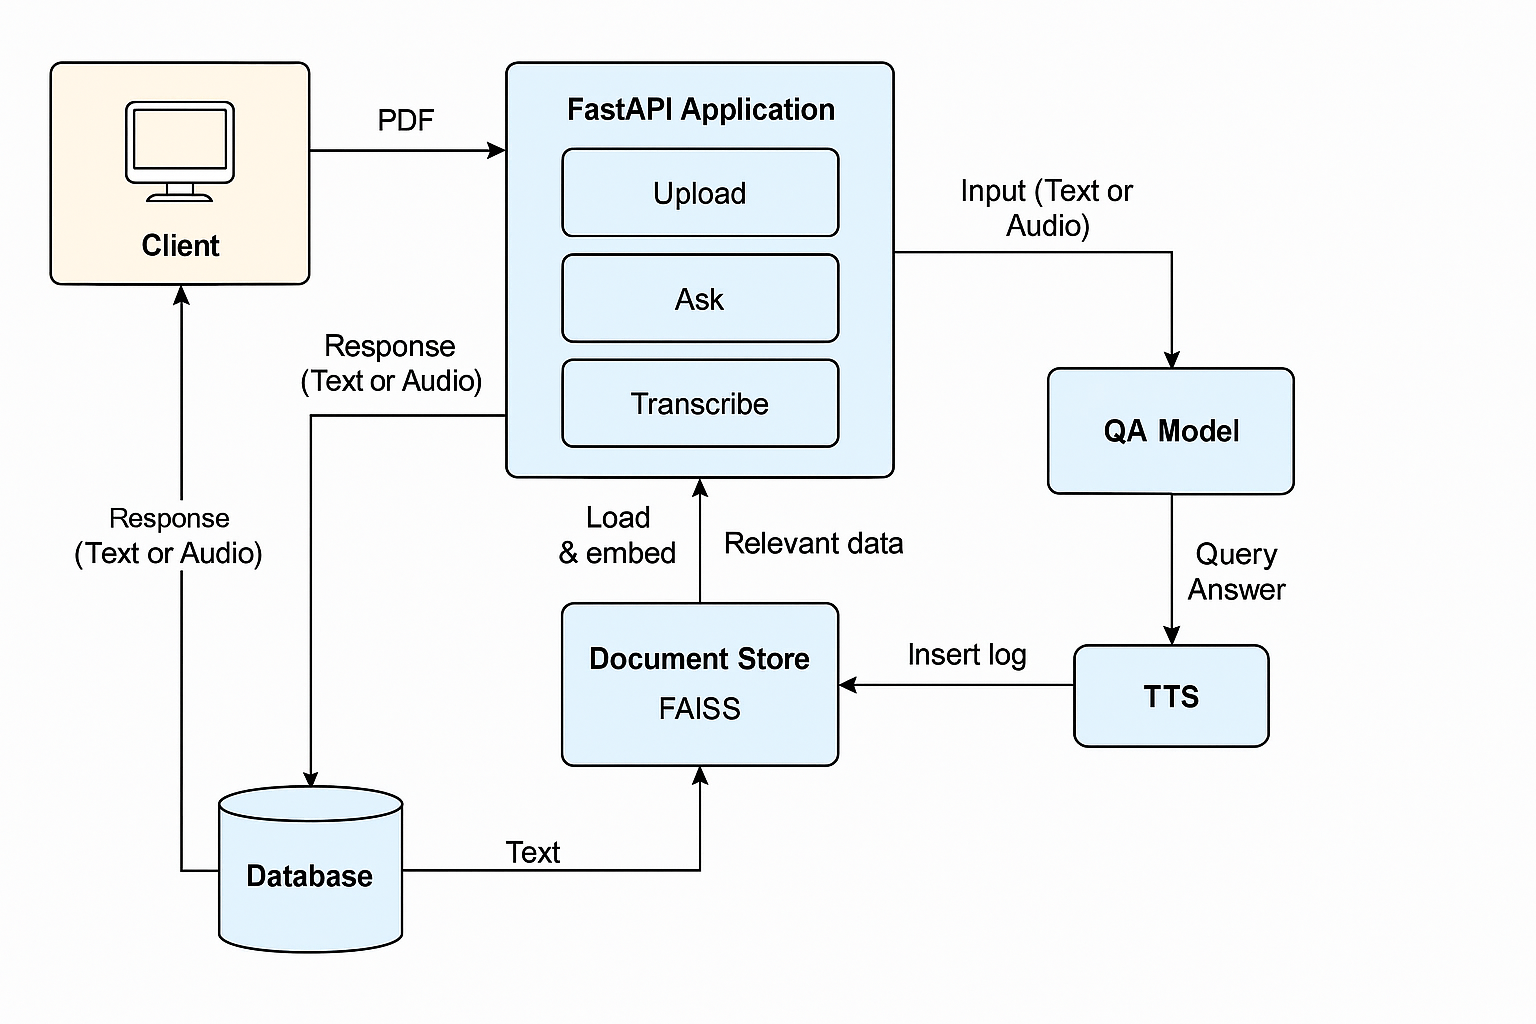 PDF
Client
FastAPI Application
Upload
Ask
Transcribe
Input (Text or
Audio)
Response
(Text or Audio)
QA Model
Response
(Text or Audio)
Load
& embed
Relevant data
Query
Answer
Document Store
FAISS
Insert log
TTS
Text
Database